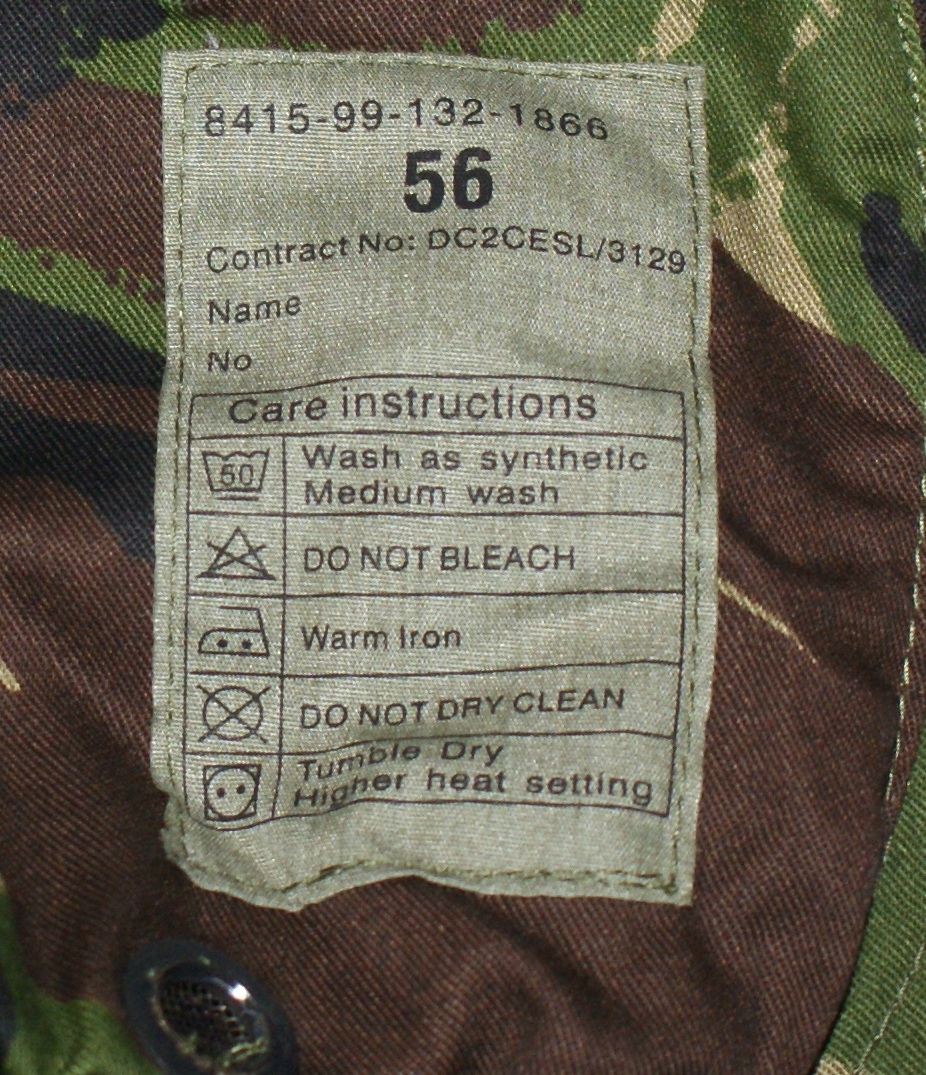 8415-99-132-1866
56
Contract No: DC2CESL/3129
Name
No
Care instructions
50
Wash as synthetic
Medium wash
DO NOT BLEACH
Warm Iron
DO NOT DRY CLEAN
Tumble Dry
Higher heat setting